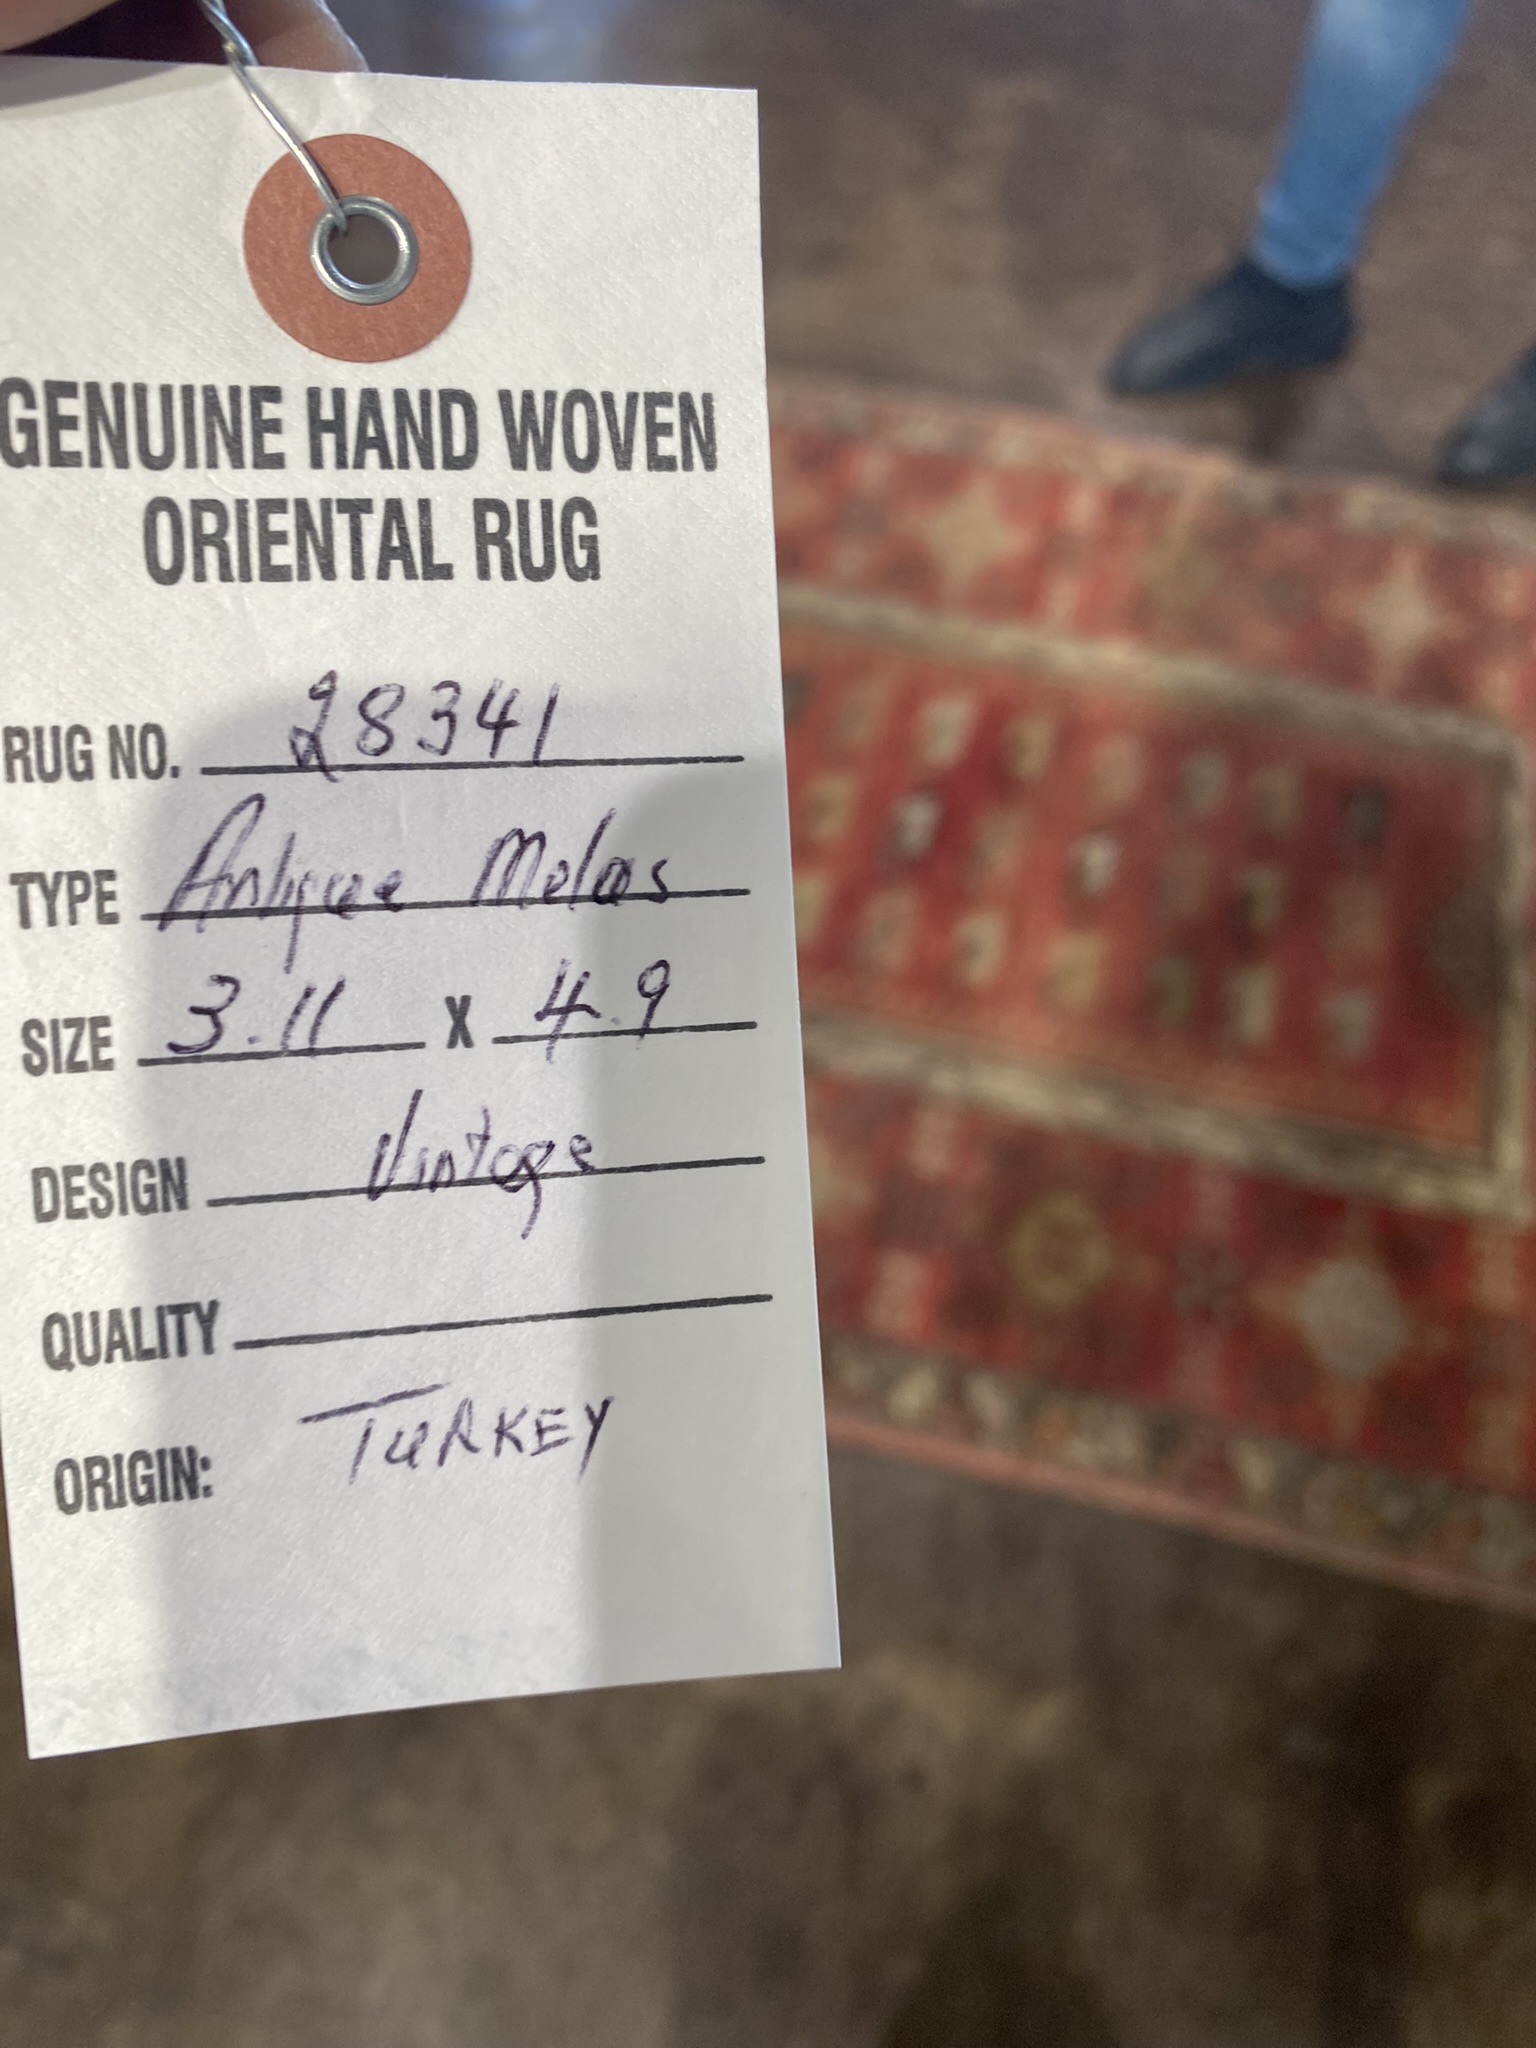 GENUINE HAND WOVEN
ORIENTAL RUG
RUG NO. 28341
TYPE Antique Melas
SIZE 3.11 X 4.9
DESIGN Vintage
QUALITY
ORIGIN: TURKEY